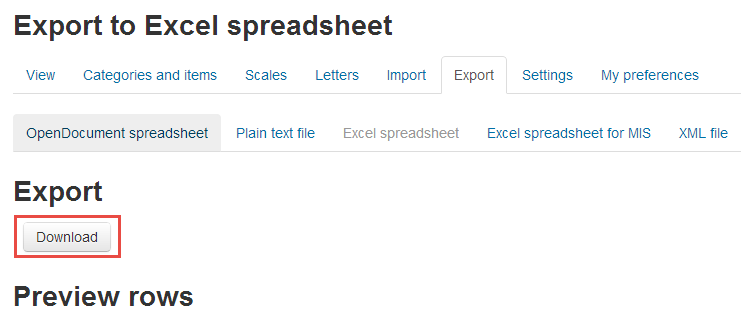 Export to Excel spreadsheet
View Categories and items Scales Letters Import Export Settings My preferences
OpenDocument spreadsheet Plain text file Excel spreadsheet Excel spreadsheet for MIS XML file
Export
Download
Preview rows